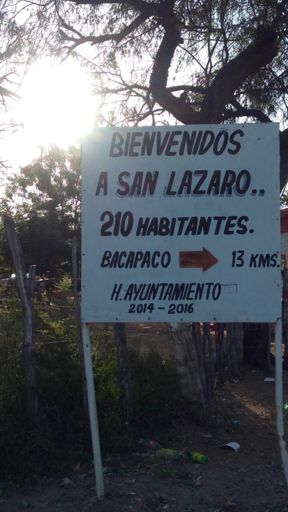 BIENVENIDOS
A SAN LAZARO..
210 HABITANTES.
BACAPACO → 13 KMS.
H. AYUNTAMIENTO
2014-2016